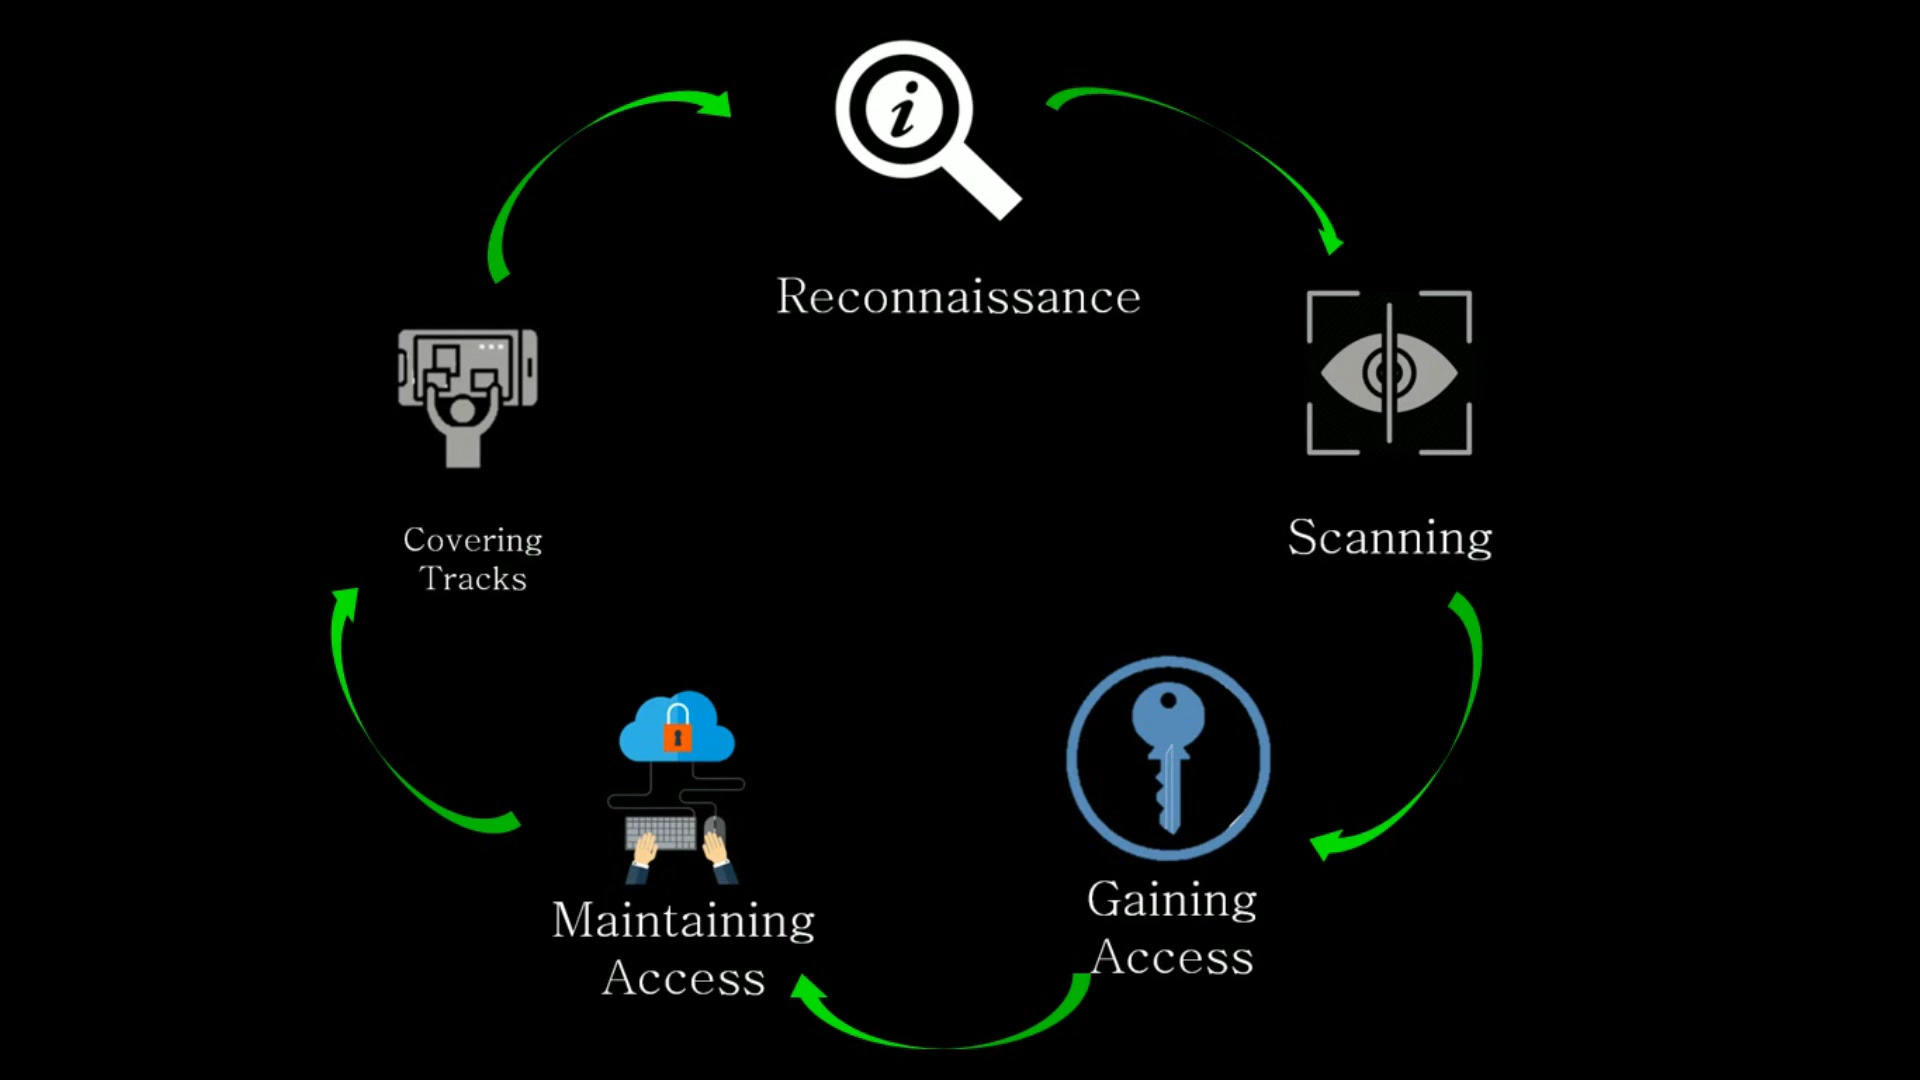 i
Reconnaissance
Scanning
Gaining
Access
Maintaining
Access
Covering
Tracks